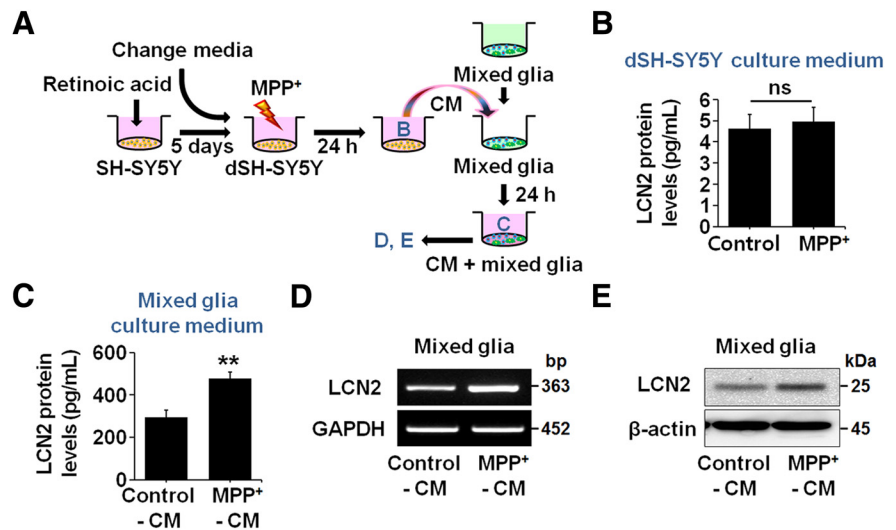 A
Change media
Retinoic acid
MPP⁺
SH-SY5Y
5 days
dSH-SY5Y
24 h
B
CM
Mixed glia
Mixed glia
24 h
C
CM + mixed glia
D, E
B
dSH-SY5Y culture medium
ns
LCN2 protein
levels (pg/mL)
6
5
4
3
2
1
0
Control
MPP⁺
C
Mixed glia
culture medium
LCN2 protein
levels (pg/mL)
600
400
200
0
**
Control
- CM
MPP⁺
- CM
D
Mixed glia
bp
LCN2
-363
GAPDH
-452
Control
- CM
MPP⁺
- CM
E
Mixed glia
kDa
LCN2
-25
β-actin
-45
Control
- CM
MPP⁺
- CM